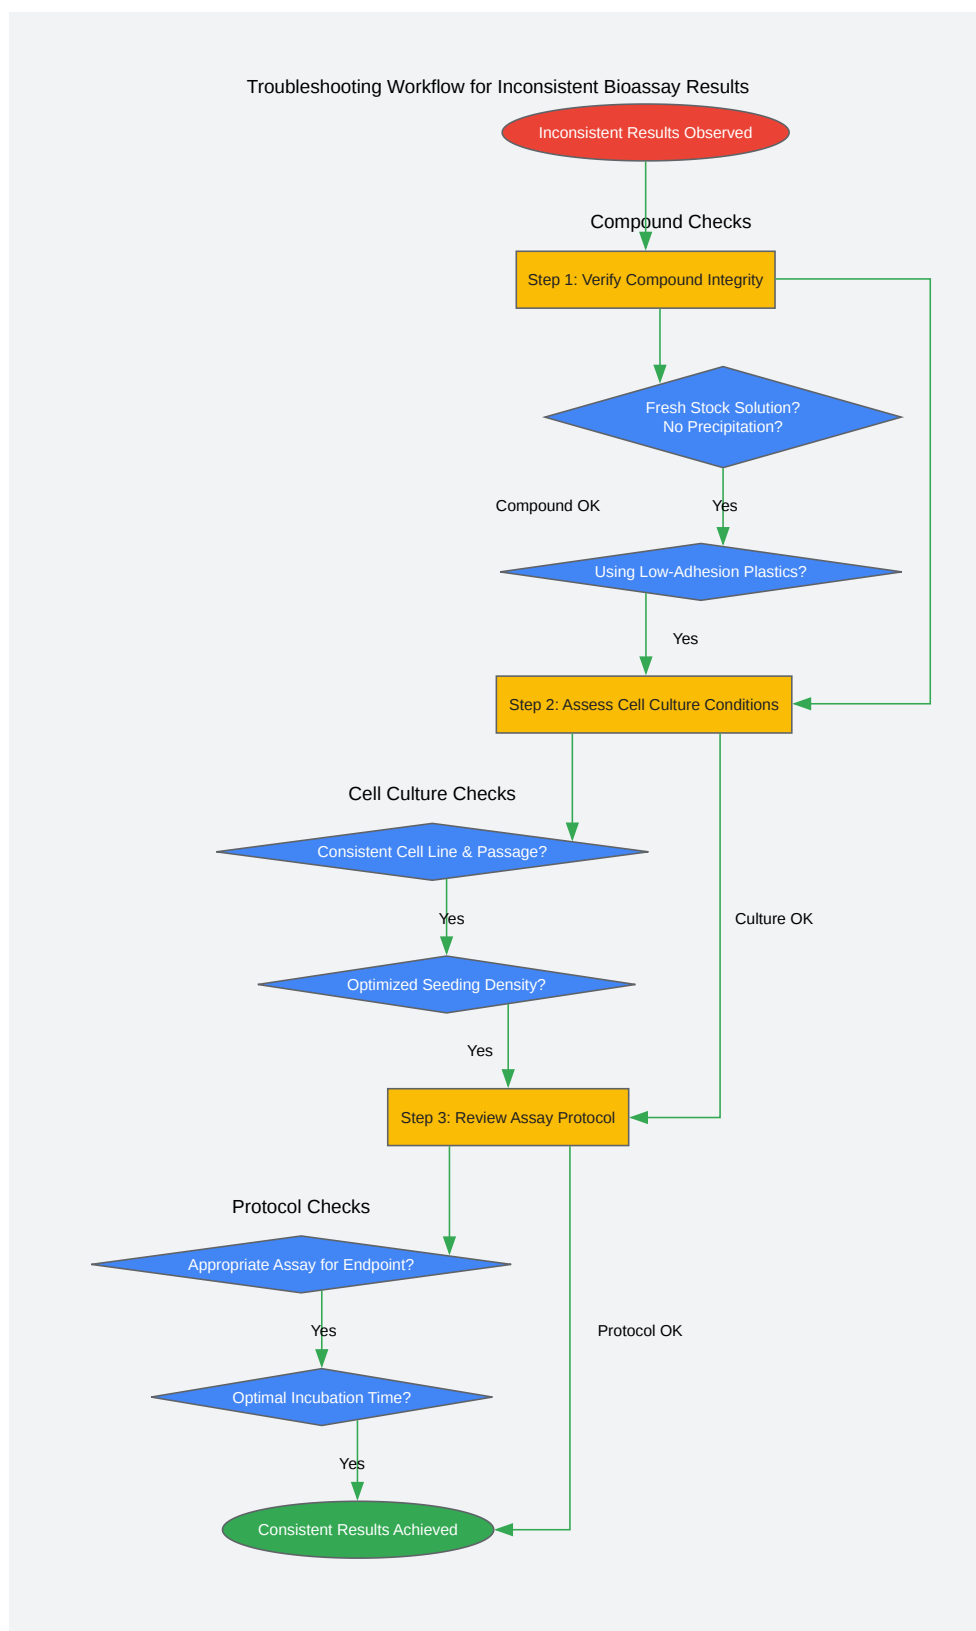 Troubleshooting Workflow for Inconsistent Bioassay Results
Inconsistent Results Observed
Compound Checks
Step 1: Verify Compound Integrity
Fresh Stock Solution?
No Precipitation?
Compound OK
Yes
Using Low-Adhesion Plastics?
Yes
Step 2: Assess Cell Culture Conditions
Cell Culture Checks
Consistent Cell Line & Passage?
Yes
Culture OK
Optimized Seeding Density?
Yes
Step 3: Review Assay Protocol
Protocol Checks
Appropriate Assay for Endpoint?
Yes
Protocol OK
Optimal Incubation Time?
Yes
Consistent Results Achieved